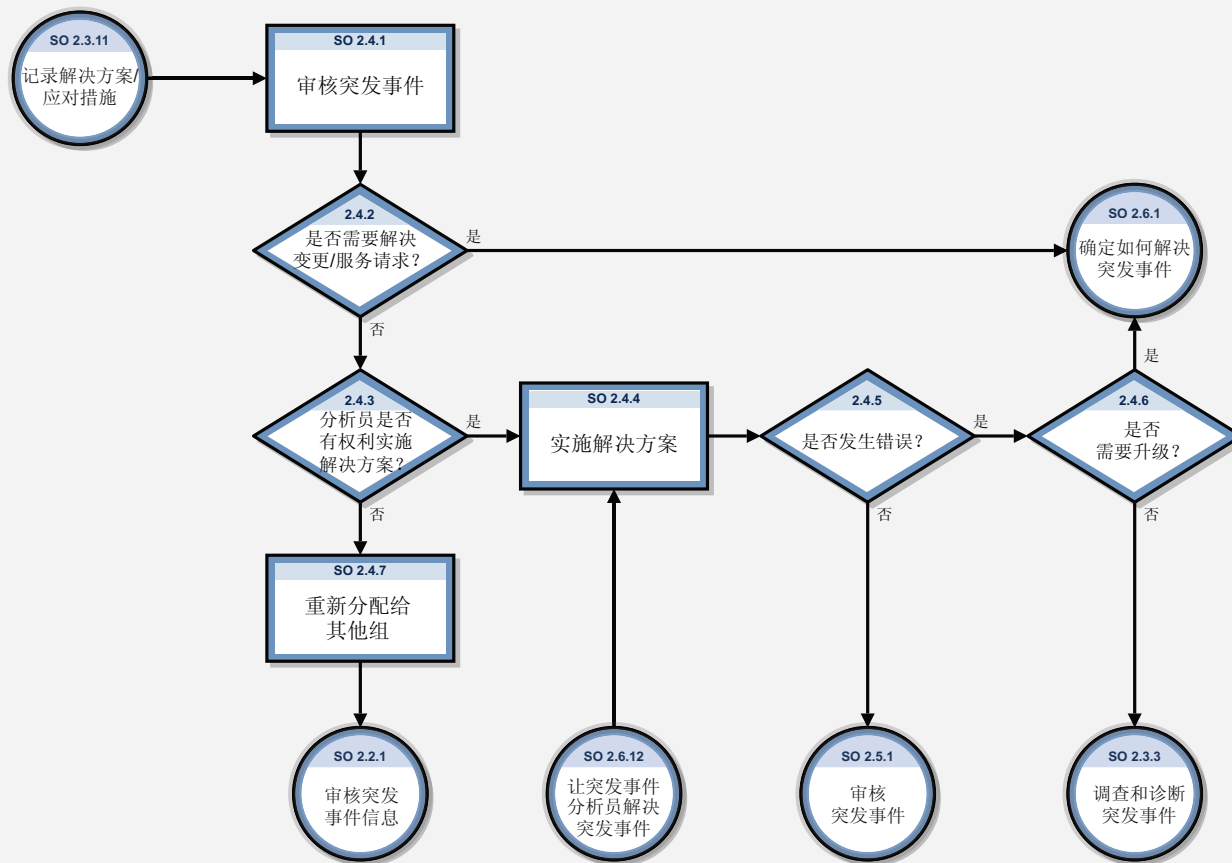 SO 2.3.11
记录解决方案/
应对措施
SO 2.4.1
审核突发事件
2.4.2
是否需要解决
变更/服务请求？
是
否
SO 2.6.1
确定如何解决
突发事件
2.4.3
分析员是否
有权利实施
解决方案？
是
否
SO 2.4.4
实施解决方案
2.4.5
是否发生错误？
是
否
2.4.6
是否
需要升级？
是
否
SO 2.4.7
重新分配给
其他组
SO 2.2.1
审核突发
事件信息
SO 2.6.12
让突发事件
分析员解决
突发事件
SO 2.5.1
审核
突发事件
SO 2.3.3
调查和诊断
突发事件